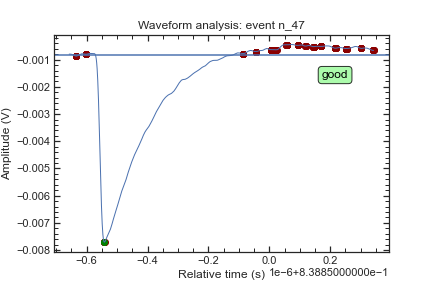 Waveform analysis: event n_47
−0.001
−0.002
−0.003
−0.004
−0.005
−0.006
−0.007
−0.008
Amplitude (V)
good
−0.6
−0.4
−0.2
0.0
0.2
Relative time (s)
1e−6+8.3885000000e−1